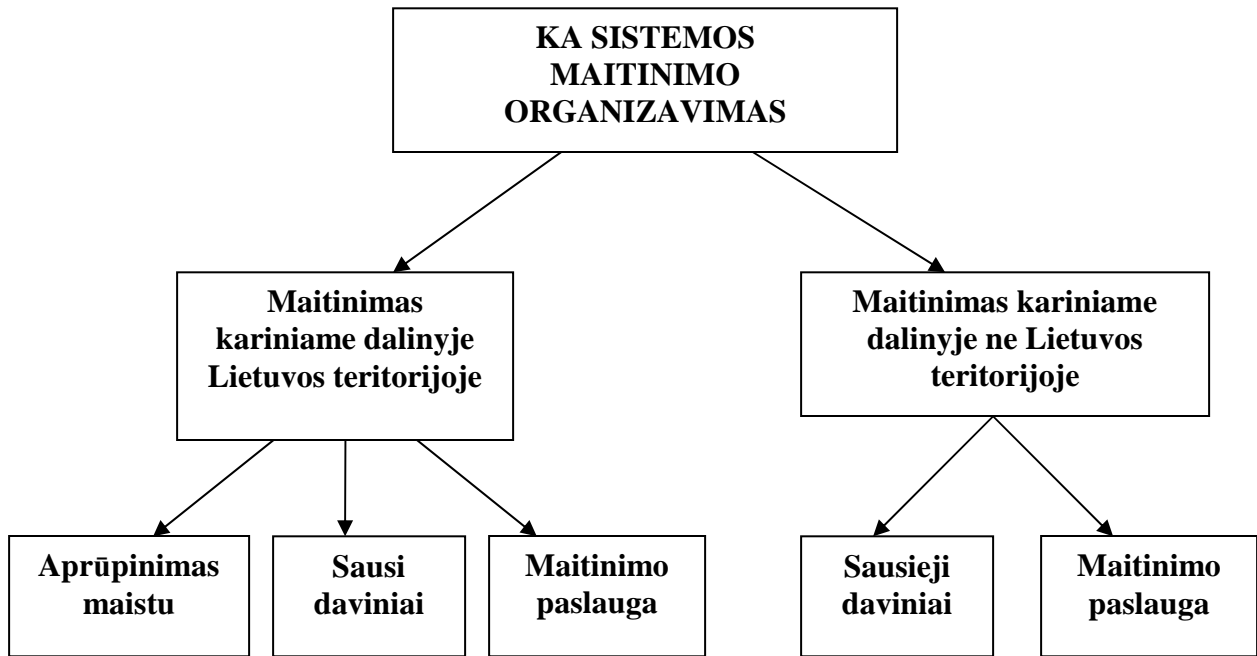 KA SISTEMOS
MAITINIMO
ORGANIZAVIMAS
Maitinimas
kariniame dalinyje
Lietuvos teritorijoje
Maitinimas kariniame
dalinyje ne Lietuvos
teritorijoje
Aprūpinimas
maistu
Sausi
daviniai
Maitinimo
paslauga
Sausieji
daviniai
Maitinimo
paslauga